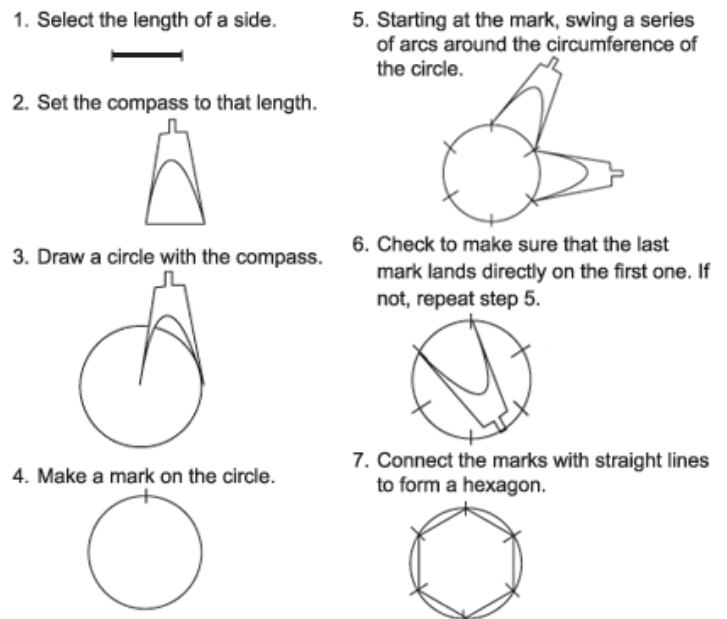 1. Select the length of a side.
2. Set the compass to that length.
3. Draw a circle with the compass.
4. Make a mark on the circle.
5. Starting at the mark, swing a series
of arcs around the circumference of
the circle.
6. Check to make sure that the last
mark lands directly on the first one. If
not, repeat step 5.
7. Connect the marks with straight lines
to form a hexagon.